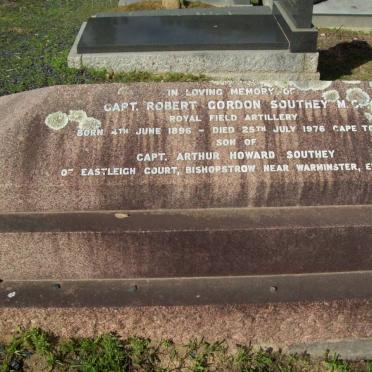 IN LOVING MEMORY OF
CAPT. ROBERT GORDON SOUTHEY M.
ROYAL FIELD ARTILLERY
BORN 4TH JUNE 1896 - DIED 25TH JULY 1976 CAPE TO
SON OF
CAPT. ARTHUR HOWARD SOUTHEY
OF EASTLEIGH COURT, BISHOPSTROW NEAR WARMINSTER, E